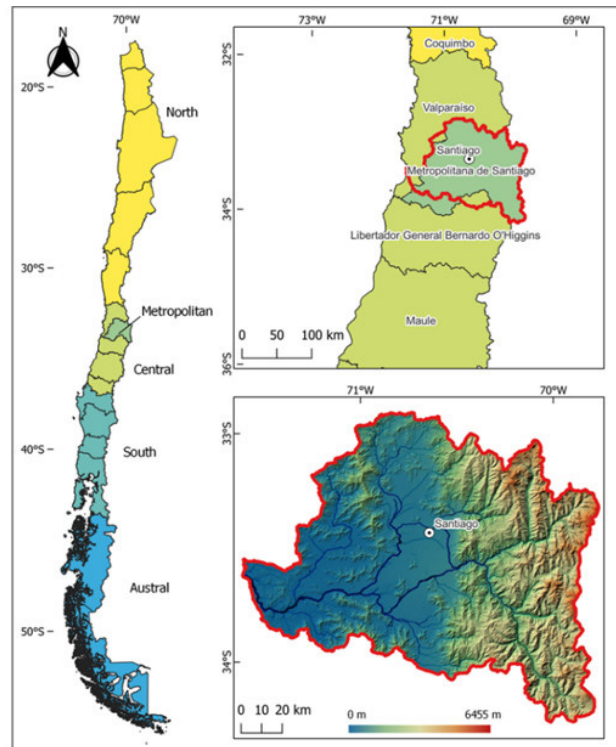 N
70°W
20°S
30°S
40°S
50°S
North
Metropolitan
Central
South
Austral
73°W
71°W
69°W
32°S
34°S
36°S
Coquimbo
Valparaíso
Santiago
Metropolitana de Santiago
Libertador General Bernardo O'Higgins
Maule
0 50 100 km
71°W
70°W
33°S
34°S
Santiago
0 10 20 km
0 m
6455 m